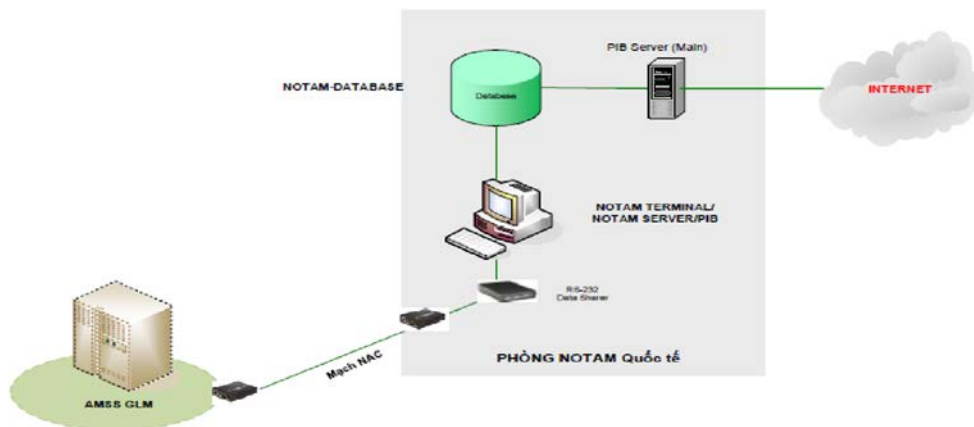 PIB Server (Main)
NOTAM-DATABASE
Database
INTERNET
NOTAM TERMINAL/
NOTAM SERVER/PIB
RS-232
Data Sharer
Mạch NAC
PHÒNG NOTAM Quốc tế
AMSS GLM